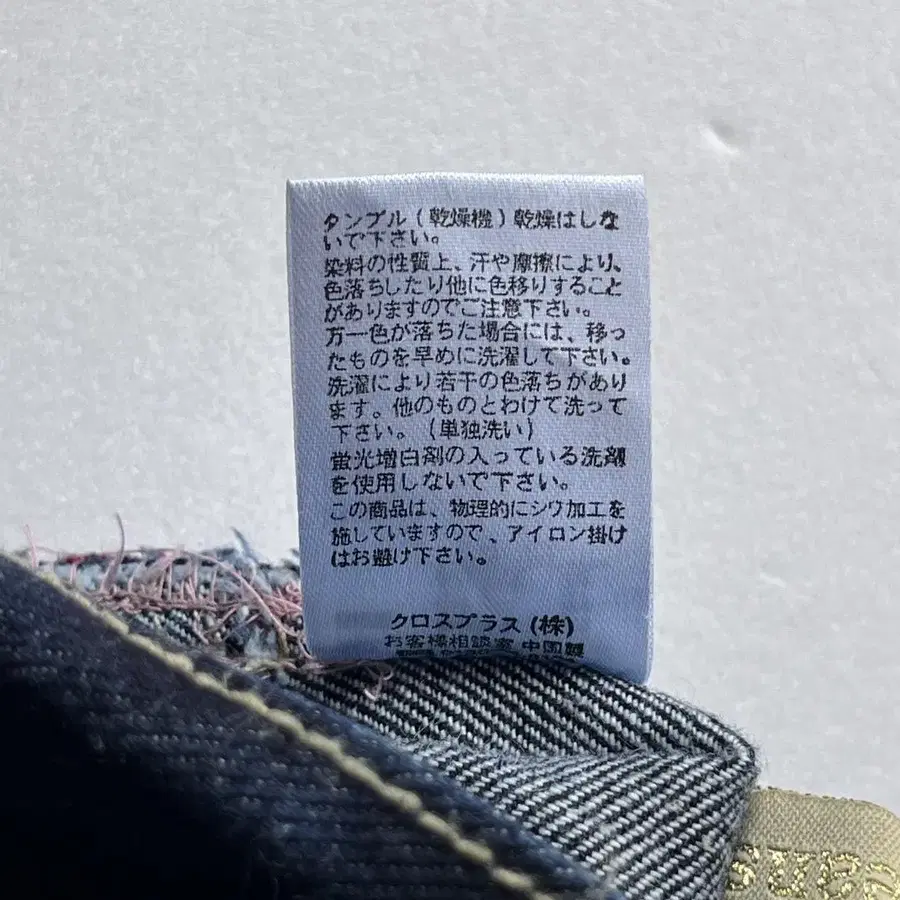 タンブル(乾燥機)乾燥はしな
いで下さい。
染料の性質上、汗や摩擦により、
色落ちしたり他に色移りすること
がありますのでご注意下さい。
万一色が落ちた場合には、移っ
たものを早めに洗濯して下さい。
洗濯により若干の色落ちがあり
ます。他のものとわけて洗って
下さい。(単独洗い)
蛍光増白剤の入っている洗剤
を使用しないで下さい。
この商品は、物理的にシワ加工を
施していますので、アイロン掛け
はお避け下さい。
クロスプラス(株)
お客様相談室 中国製